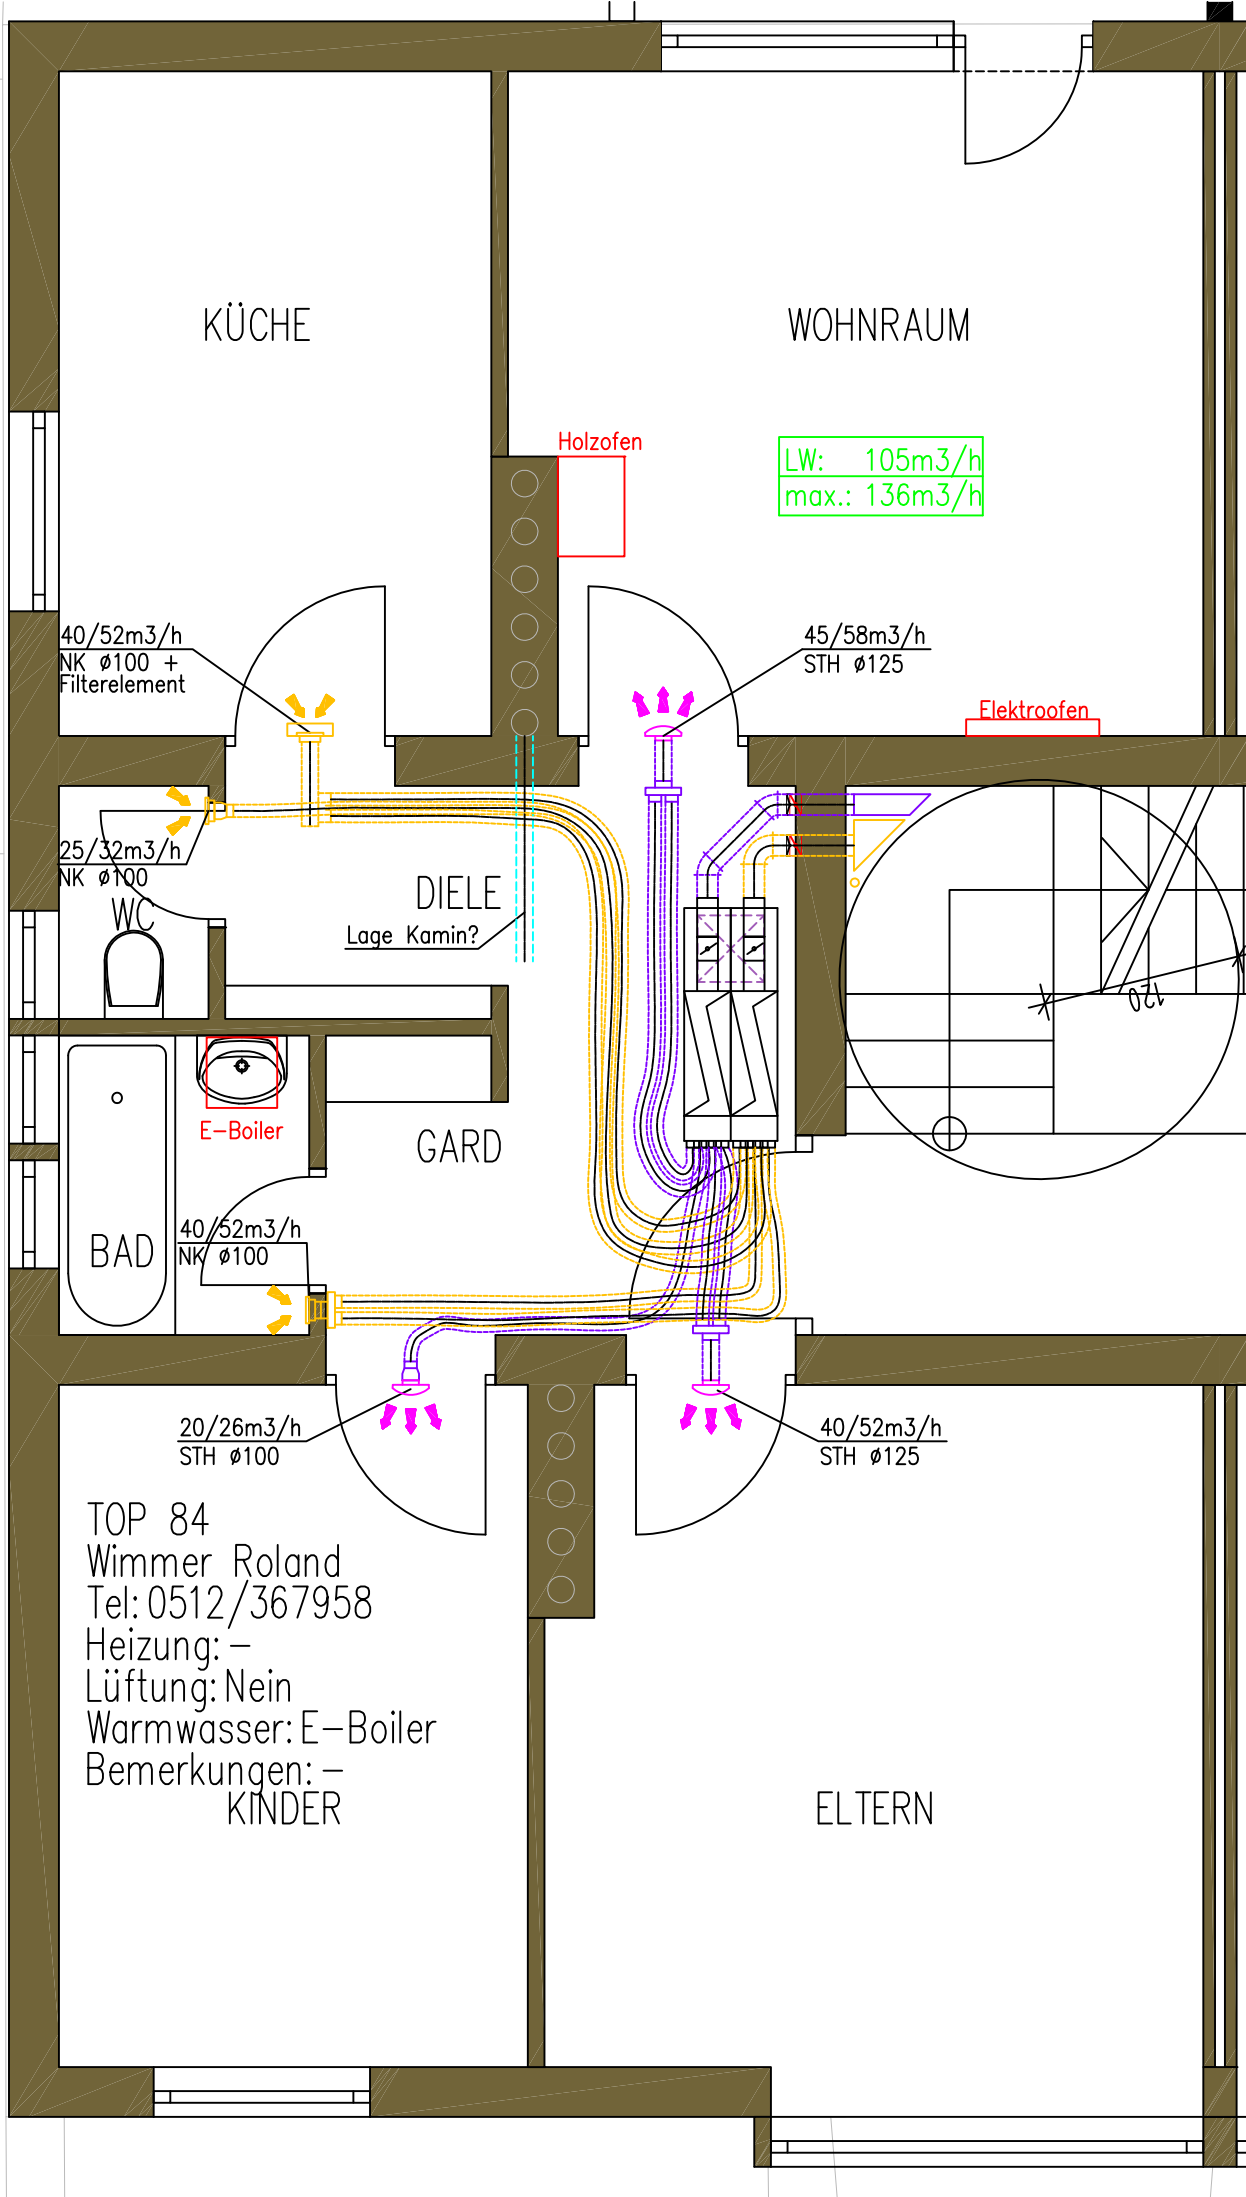 KÜCHE
WOHNRAUM
Holzofen
LW: 105m3/h
max.: 136m3/h
40/52m3/h
NK ø100 +
Filterelement
45/58m3/h
STH ø125
Elektroofen
25/32m3/h
NK ø100
WC
DIELE
Lage Kamin?
120
E-Boiler
GARD
BAD
40/52m3/h
NK ø100
20/26m3/h
STH ø100
40/52m3/h
STH ø125
TOP 84
Wimmer Roland
Tel: 0512/367958
Heizung: -
Lüftung: Nein
Warmwasser: E-Boiler
Bemerkungen: -
KINDER
ELTERN